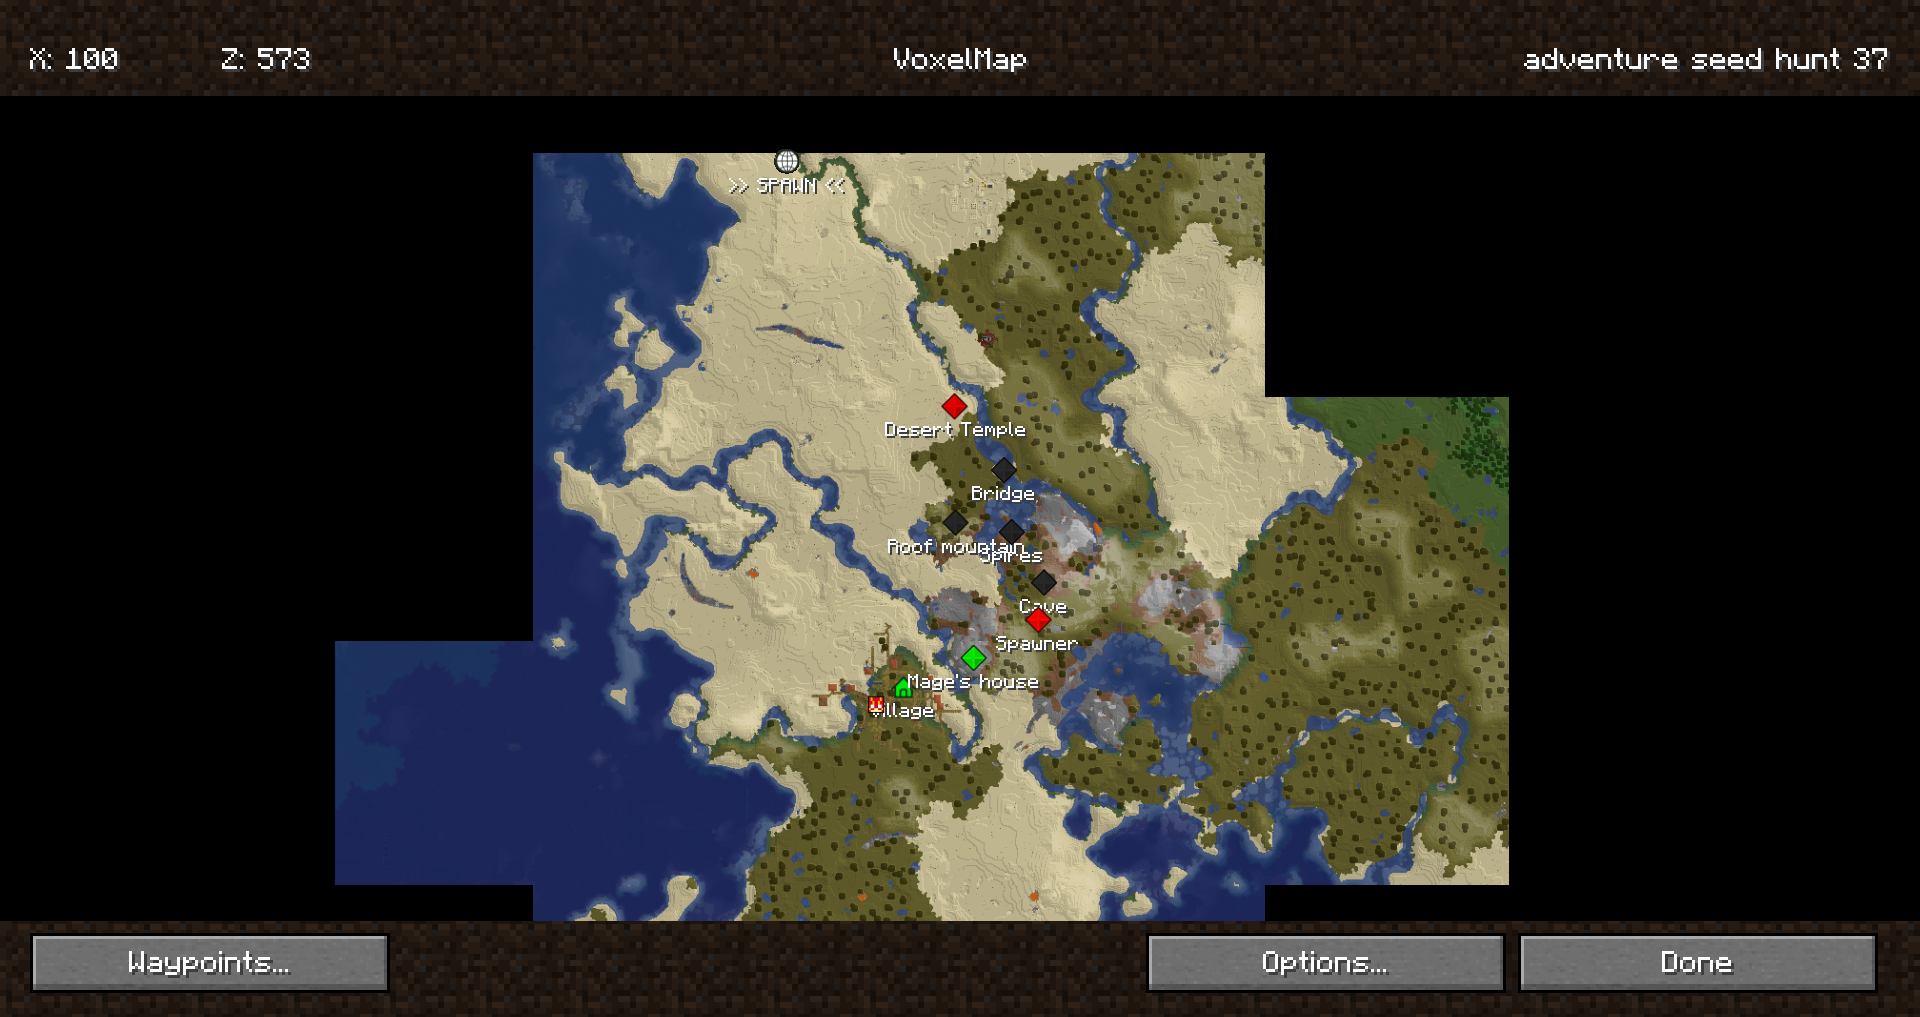 X: 100 Z: 573 VoxelMap adventure seed hunt 37
>> SPAWN <<
Desert Temple
Bridge
Roof mountain
Spires
Cave
Spawner
Mage's house
Village
Waypoints... Options... Done